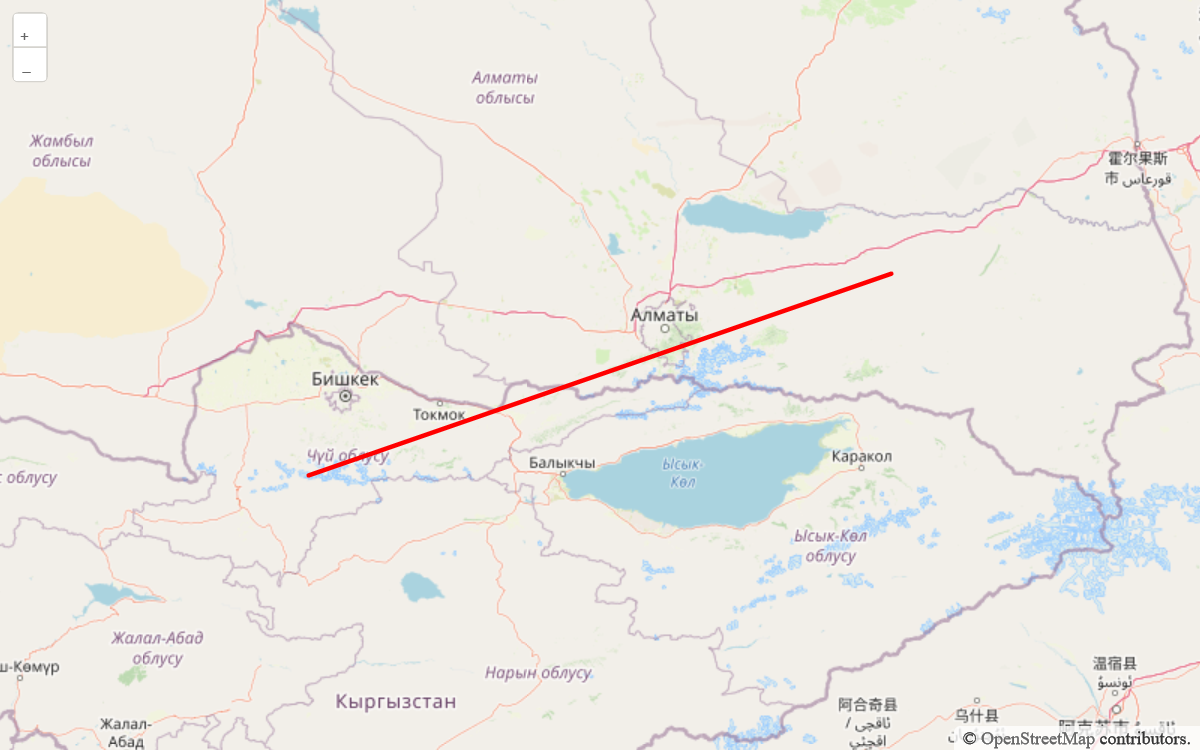 +
–
Алматы
облысы
Жамбыл
облысы
霍尔果斯
市 قورعاس
Алматы
Бишкек
Токмок
Чүй облусу
Балыкчы
Ысык-
Көл
Каракол
с облусу
Ысык-Көл
облусу
Жалал-Абад
облусу
ш-Көмүр
Нарын облусу
Кыргызстан
Жалал-
Абад
温宿县
ئونسۇ
阿合奇县
/ ئاقچى
اقچئي
乌什县
阿克苏市
© OpenStreetMap contributors.